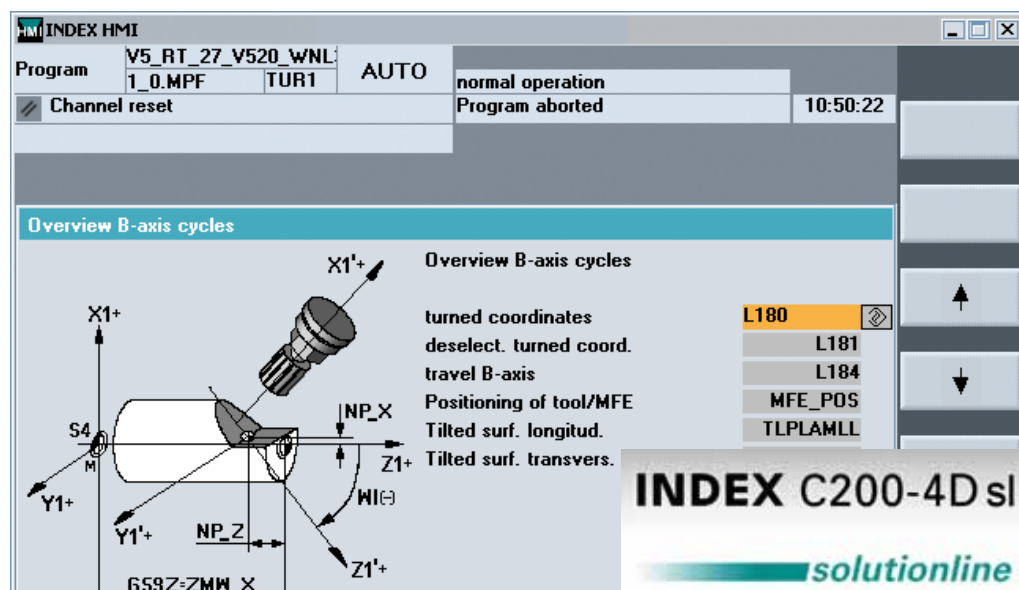 HMI INDEX HMI
Program
V5_RT_27_V520_WNL
1_0.MPF TUR1
AUTO
normal operation
Channel reset
Program aborted 10:50:22
Overview B-axis cycles
Overview B-axis cycles
turned coordinates L180
deselect. turned coord. L181
travel B-axis L184
Positioning of tool/MFE MFE_POS
Tilted surf. longitud. TLPLAMLL
Tilted surf. transvers.
X1'+
X1+
NP_X
S4
M
Z1+
Y1+
WI(-)
Y1'+
NP_Z
Z1'+
G59Z=ZMW_X
INDEX C200-4D sl
solutionline